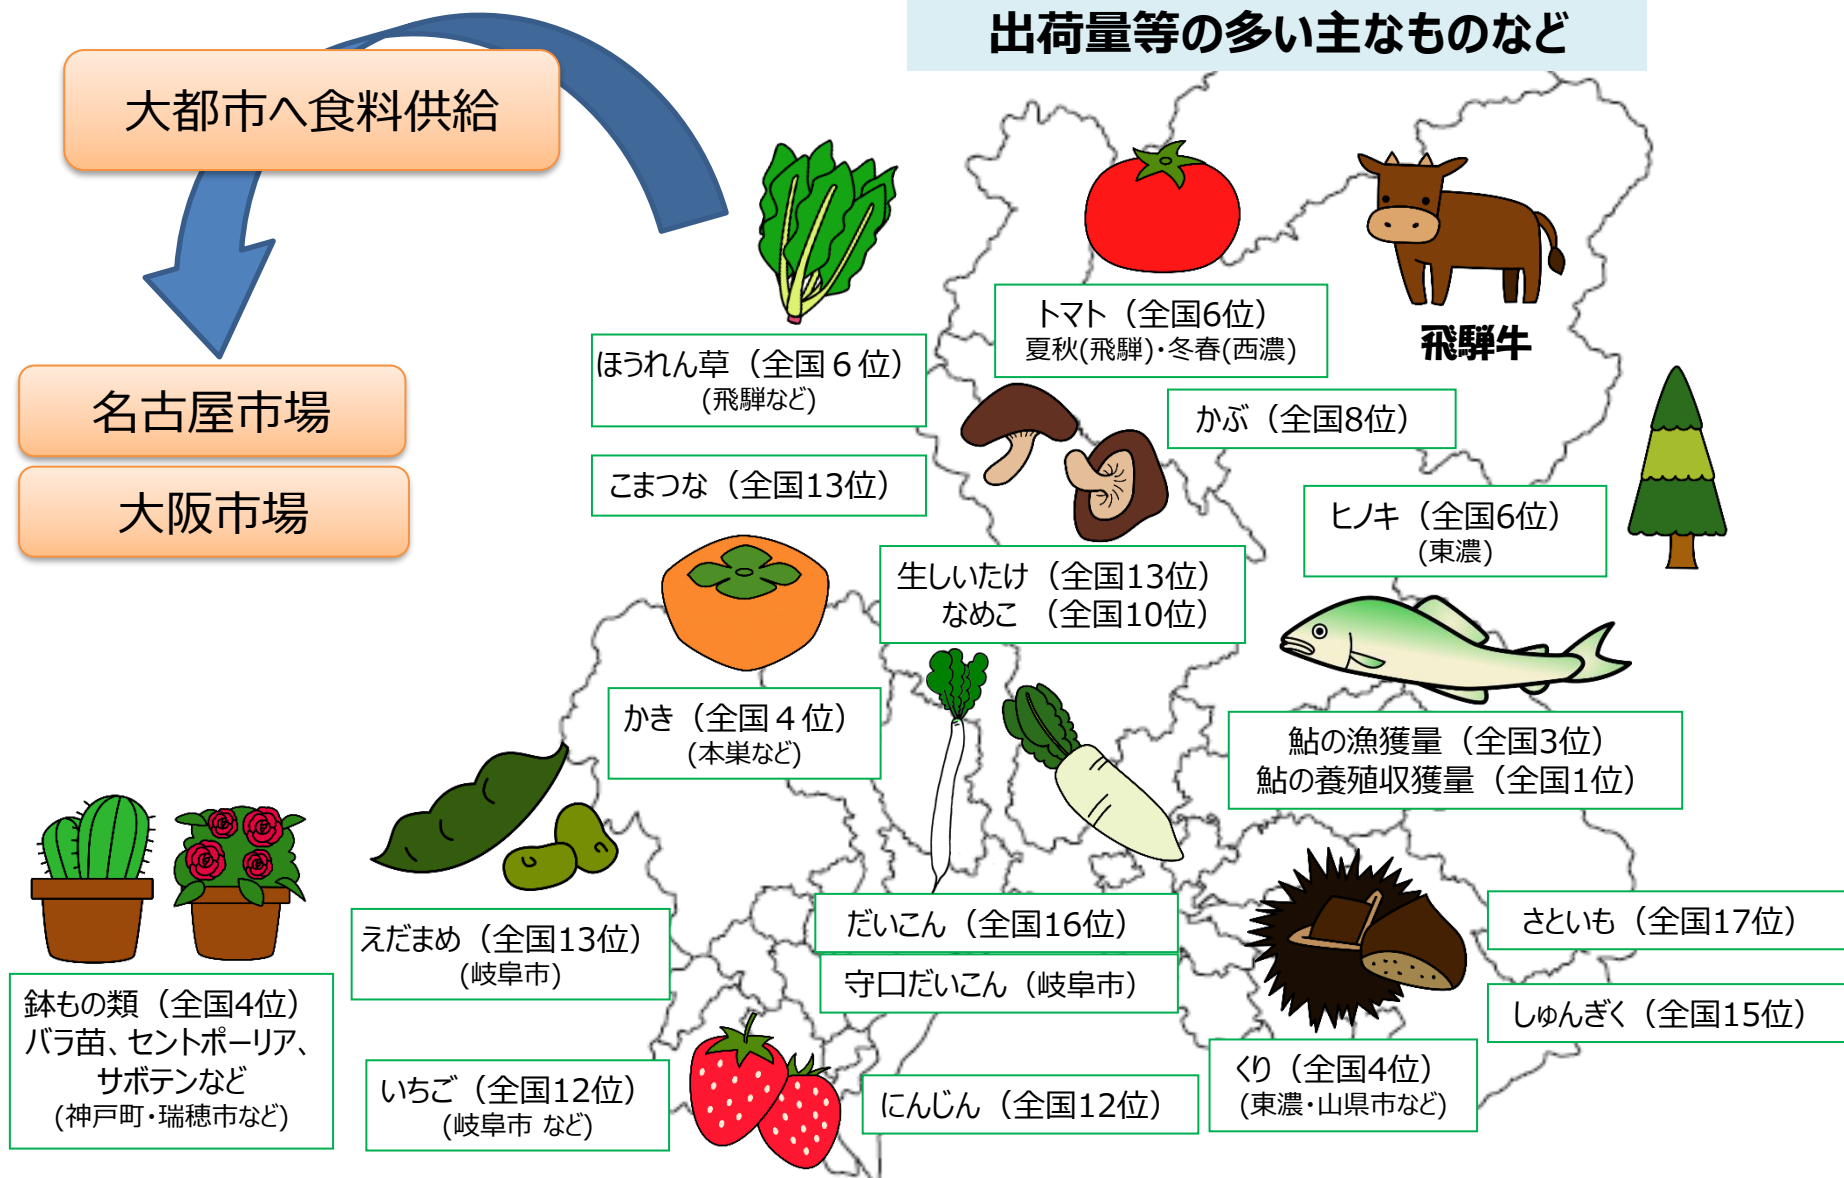 出荷量等の多い主なものなど
大都市へ食料供給
名古屋市場
大阪市場
トマト（全国6位）
夏秋(飛騨)・冬春(西濃)
飛騨牛
ほうれん草（全国６位）
(飛騨など)
かぶ（全国8位）
こまつな（全国13位）
ヒノキ（全国6位）
(東濃)
生しいたけ（全国13位）
なめこ（全国10位）
かき（全国４位）
(本巣など)
鮎の漁獲量（全国3位）
鮎の養殖収獲量（全国1位）
えだまめ（全国13位）
(岐阜市)
だいこん（全国16位）
守口だいこん（岐阜市）
さといも（全国17位）
しゅんぎく（全国15位）
鉢もの類（全国4位）
バラ苗、セントポーリア、
サボテンなど
(神戸町・瑞穂市など)
いちご（全国12位）
(岐阜市 など)
にんじん（全国12位）
くり（全国4位）
(東濃・山県市など)